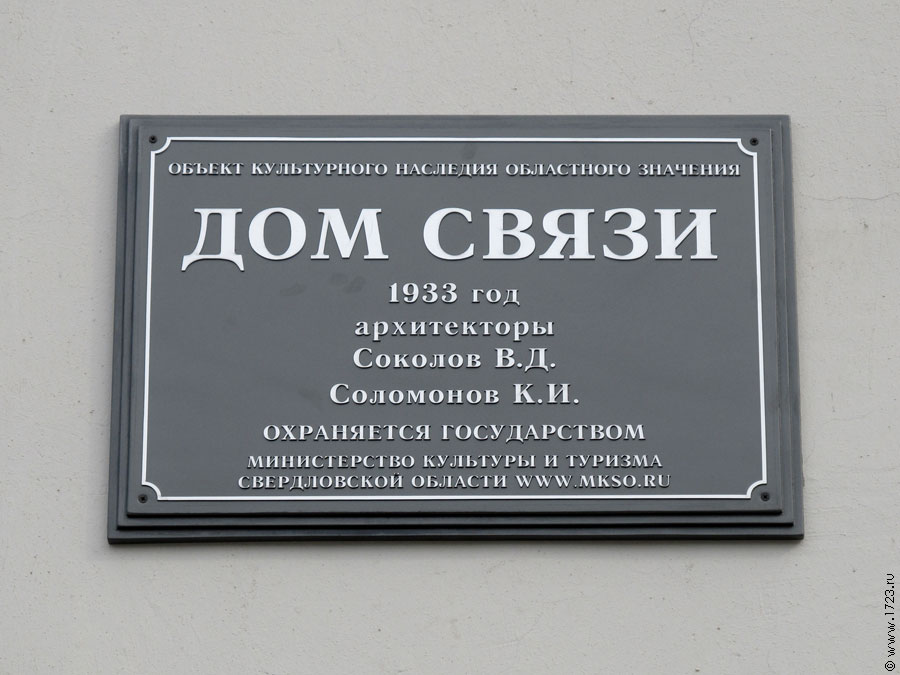 ОБЪЕКТ КУЛЬТУРНОГО НАСЛЕДИЯ ОБЛАСТНОГО ЗНАЧЕНИЯ
ДОМ СВЯЗИ
1933 год
архитекторы
Соколов В.Д.
Соломонов К.И.
ОХРАНЯЕТСЯ ГОСУДАРСТВОМ
МИНИСТЕРСТВО КУЛЬТУРЫ И ТУРИЗМА
СВЕРДЛОВСКОЙ ОБЛАСТИ WWW.MKSO.RU
© www.1723.ru